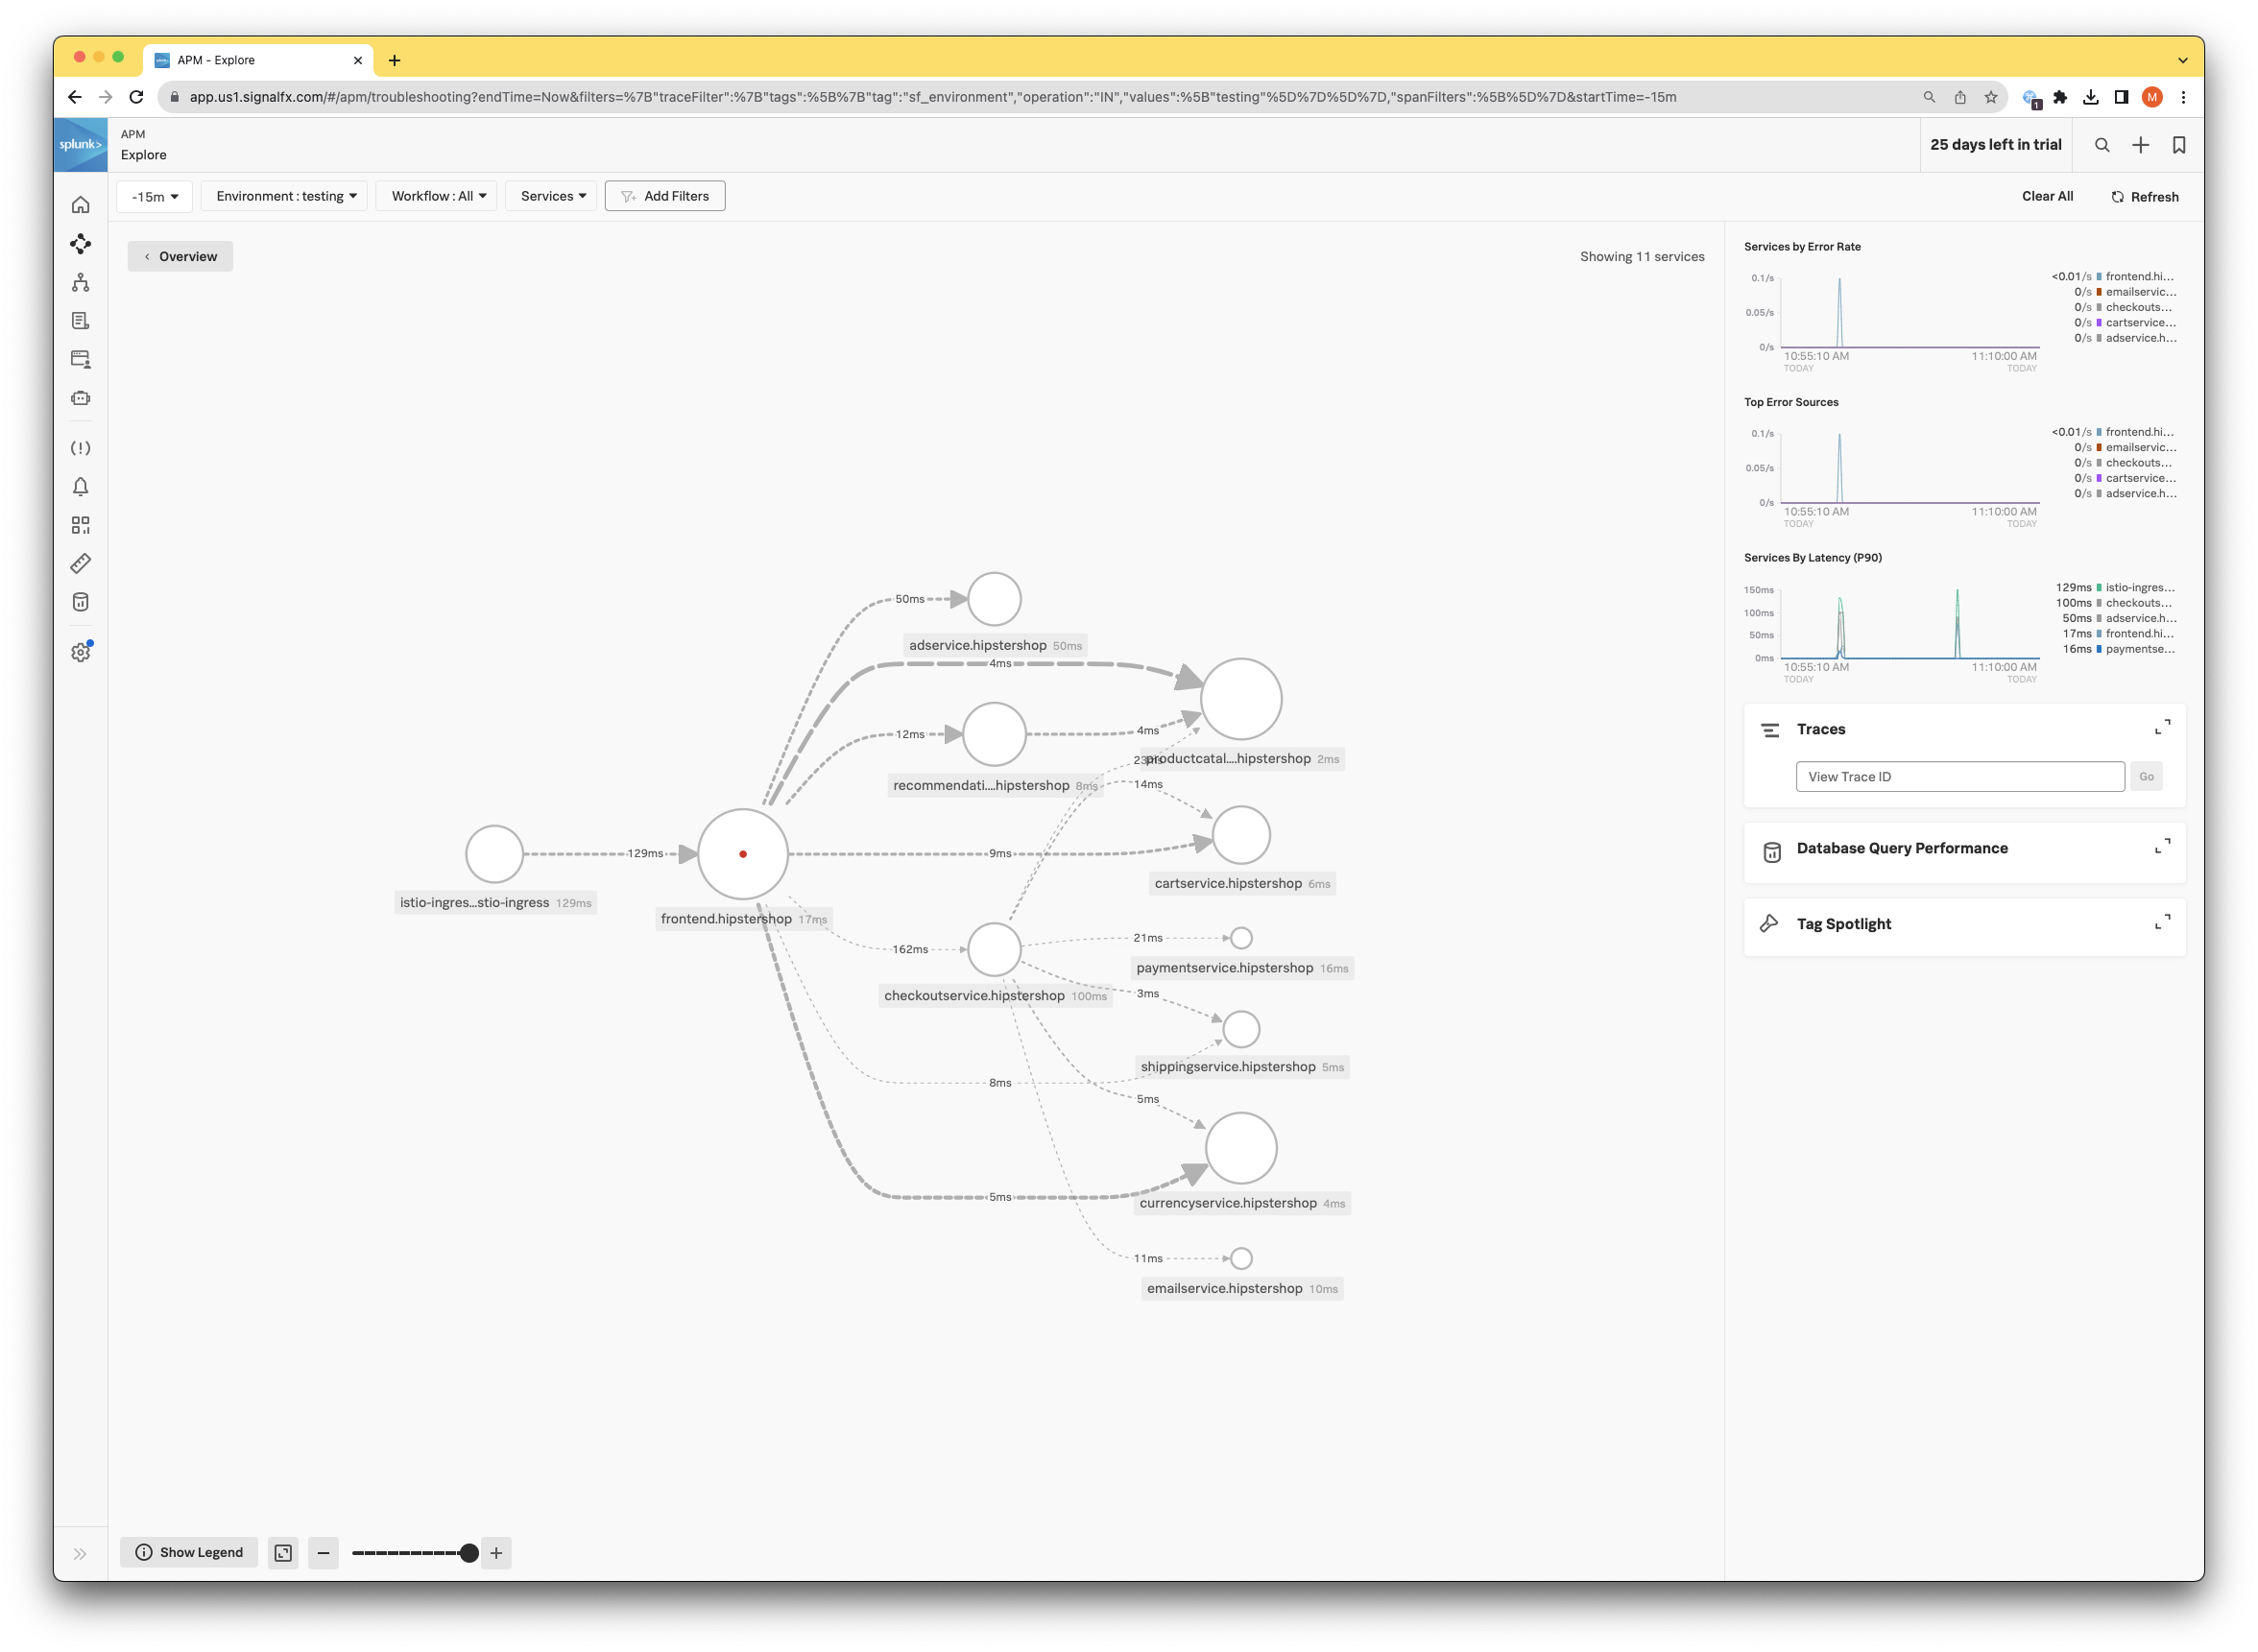 APM - Explore
app.us1.signalfx.com/#/apm/troubleshooting?endTime=Now&filters=%7B"traceFilter":%7B"tags":%5B%7B"tag":"sf_environment","operation":"IN","values":%5B"testing"%5D%7D%5D%7D,"spanFilters":%5B%5D%7D&startTime=-15m
1
M
splunk>
APM
Explore
25 days left in trial
-15m
Environment : testing
Workflow : All
Services
Add Filters
Clear All
Refresh
Overview
Showing 11 services
50ms
adservice.hipstershop 50ms
4ms
12ms
4ms
23ms
productcatal....hipstershop 2ms
recommendati....hipstershop 8ms
14ms
129ms
9ms
cartservice.hipstershop 6ms
istio-ingres...stio-ingress 129ms
frontend.hipstershop 17ms
162ms
21ms
paymentservice.hipstershop 16ms
checkoutservice.hipstershop 100ms
3ms
shippingservice.hipstershop 5ms
8ms
5ms
5ms
currencyservice.hipstershop 4ms
11ms
emailservice.hipstershop 10ms
Show Legend
Services by Error Rate
0.1/s
0.05/s
0/s
10:55:10 AM
TODAY
11:10:00 AM
TODAY
<0.01/s frontend.hi...
0/s emailservic...
0/s checkouts...
0/s cartservice...
0/s adservice.h...
Top Error Sources
0.1/s
0.05/s
0/s
10:55:10 AM
TODAY
11:10:00 AM
TODAY
<0.01/s frontend.hi...
0/s emailservic...
0/s checkouts...
0/s cartservice...
0/s adservice.h...
Services By Latency (P90)
150ms
100ms
50ms
0ms
10:55:10 AM
TODAY
11:10:00 AM
TODAY
129ms istio-ingres...
100ms checkouts...
50ms adservice.h...
17ms frontend.hi...
16ms paymentse...
Traces
View Trace ID
Go
Database Query Performance
Tag Spotlight